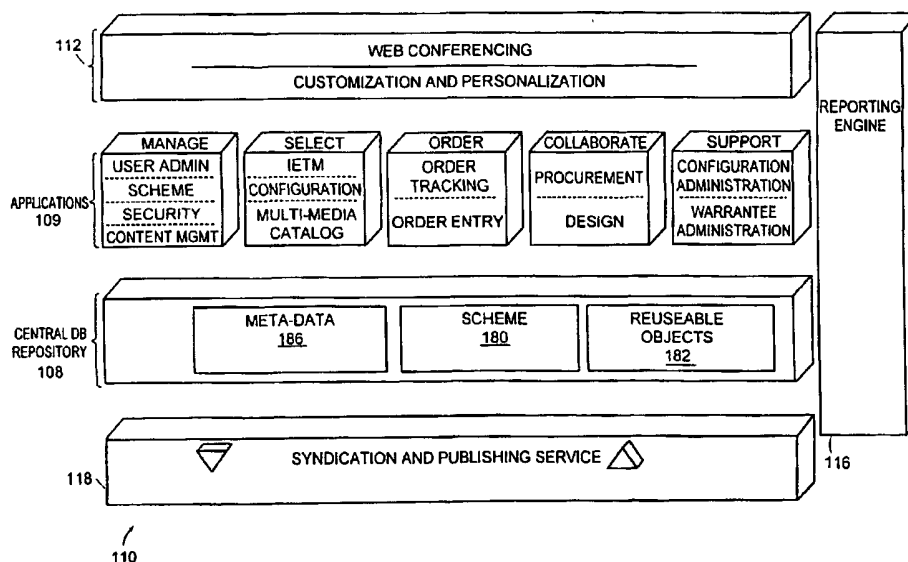 112
WEB CONFERENCING
CUSTOMIZATION AND PERSONALIZATION
REPORTING
ENGINE
APPLICATIONS
109
MANAGE
USER ADMIN
SCHEME
SECURITY
CONTENT MGMT
SELECT
IETM
CONFIGURATION
MULTI-MEDIA
CATALOG
ORDER
ORDER
TRACKING
ORDER ENTRY
COLLABORATE
PROCUREMENT
DESIGN
SUPPORT
CONFIGURATION
ADMINISTRATION
WARRANTEE
ADMINISTRATION
CENTRAL DB
REPOSITORY
108
META-DATA
186
SCHEME
180
REUSEABLE
OBJECTS
182
SYNDICATION AND PUBLISHING SERVICE
118
116
110